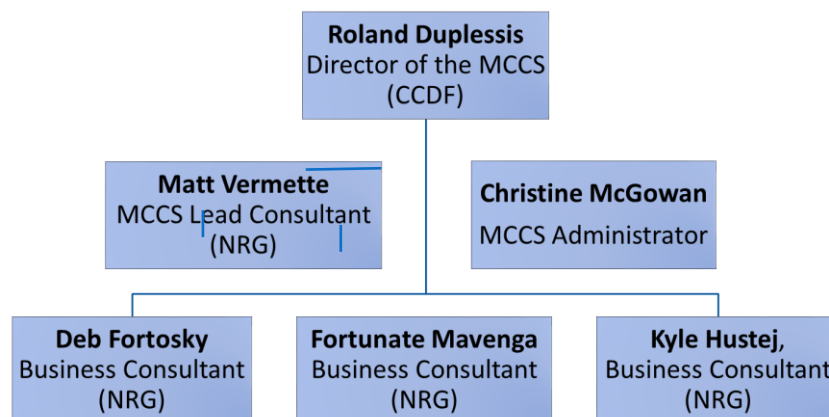 Roland Duplessis
Director of the MCCS
(CCDF)
Matt Vermette
MCCS Lead Consultant
(NRG)
Christine McGowan
MCCS Administrator
Deb Fortosky
Business Consultant
(NRG)
Fortunate Mavenga
Business Consultant
(NRG)
Kyle Hustej,
Business Consultant
(NRG)